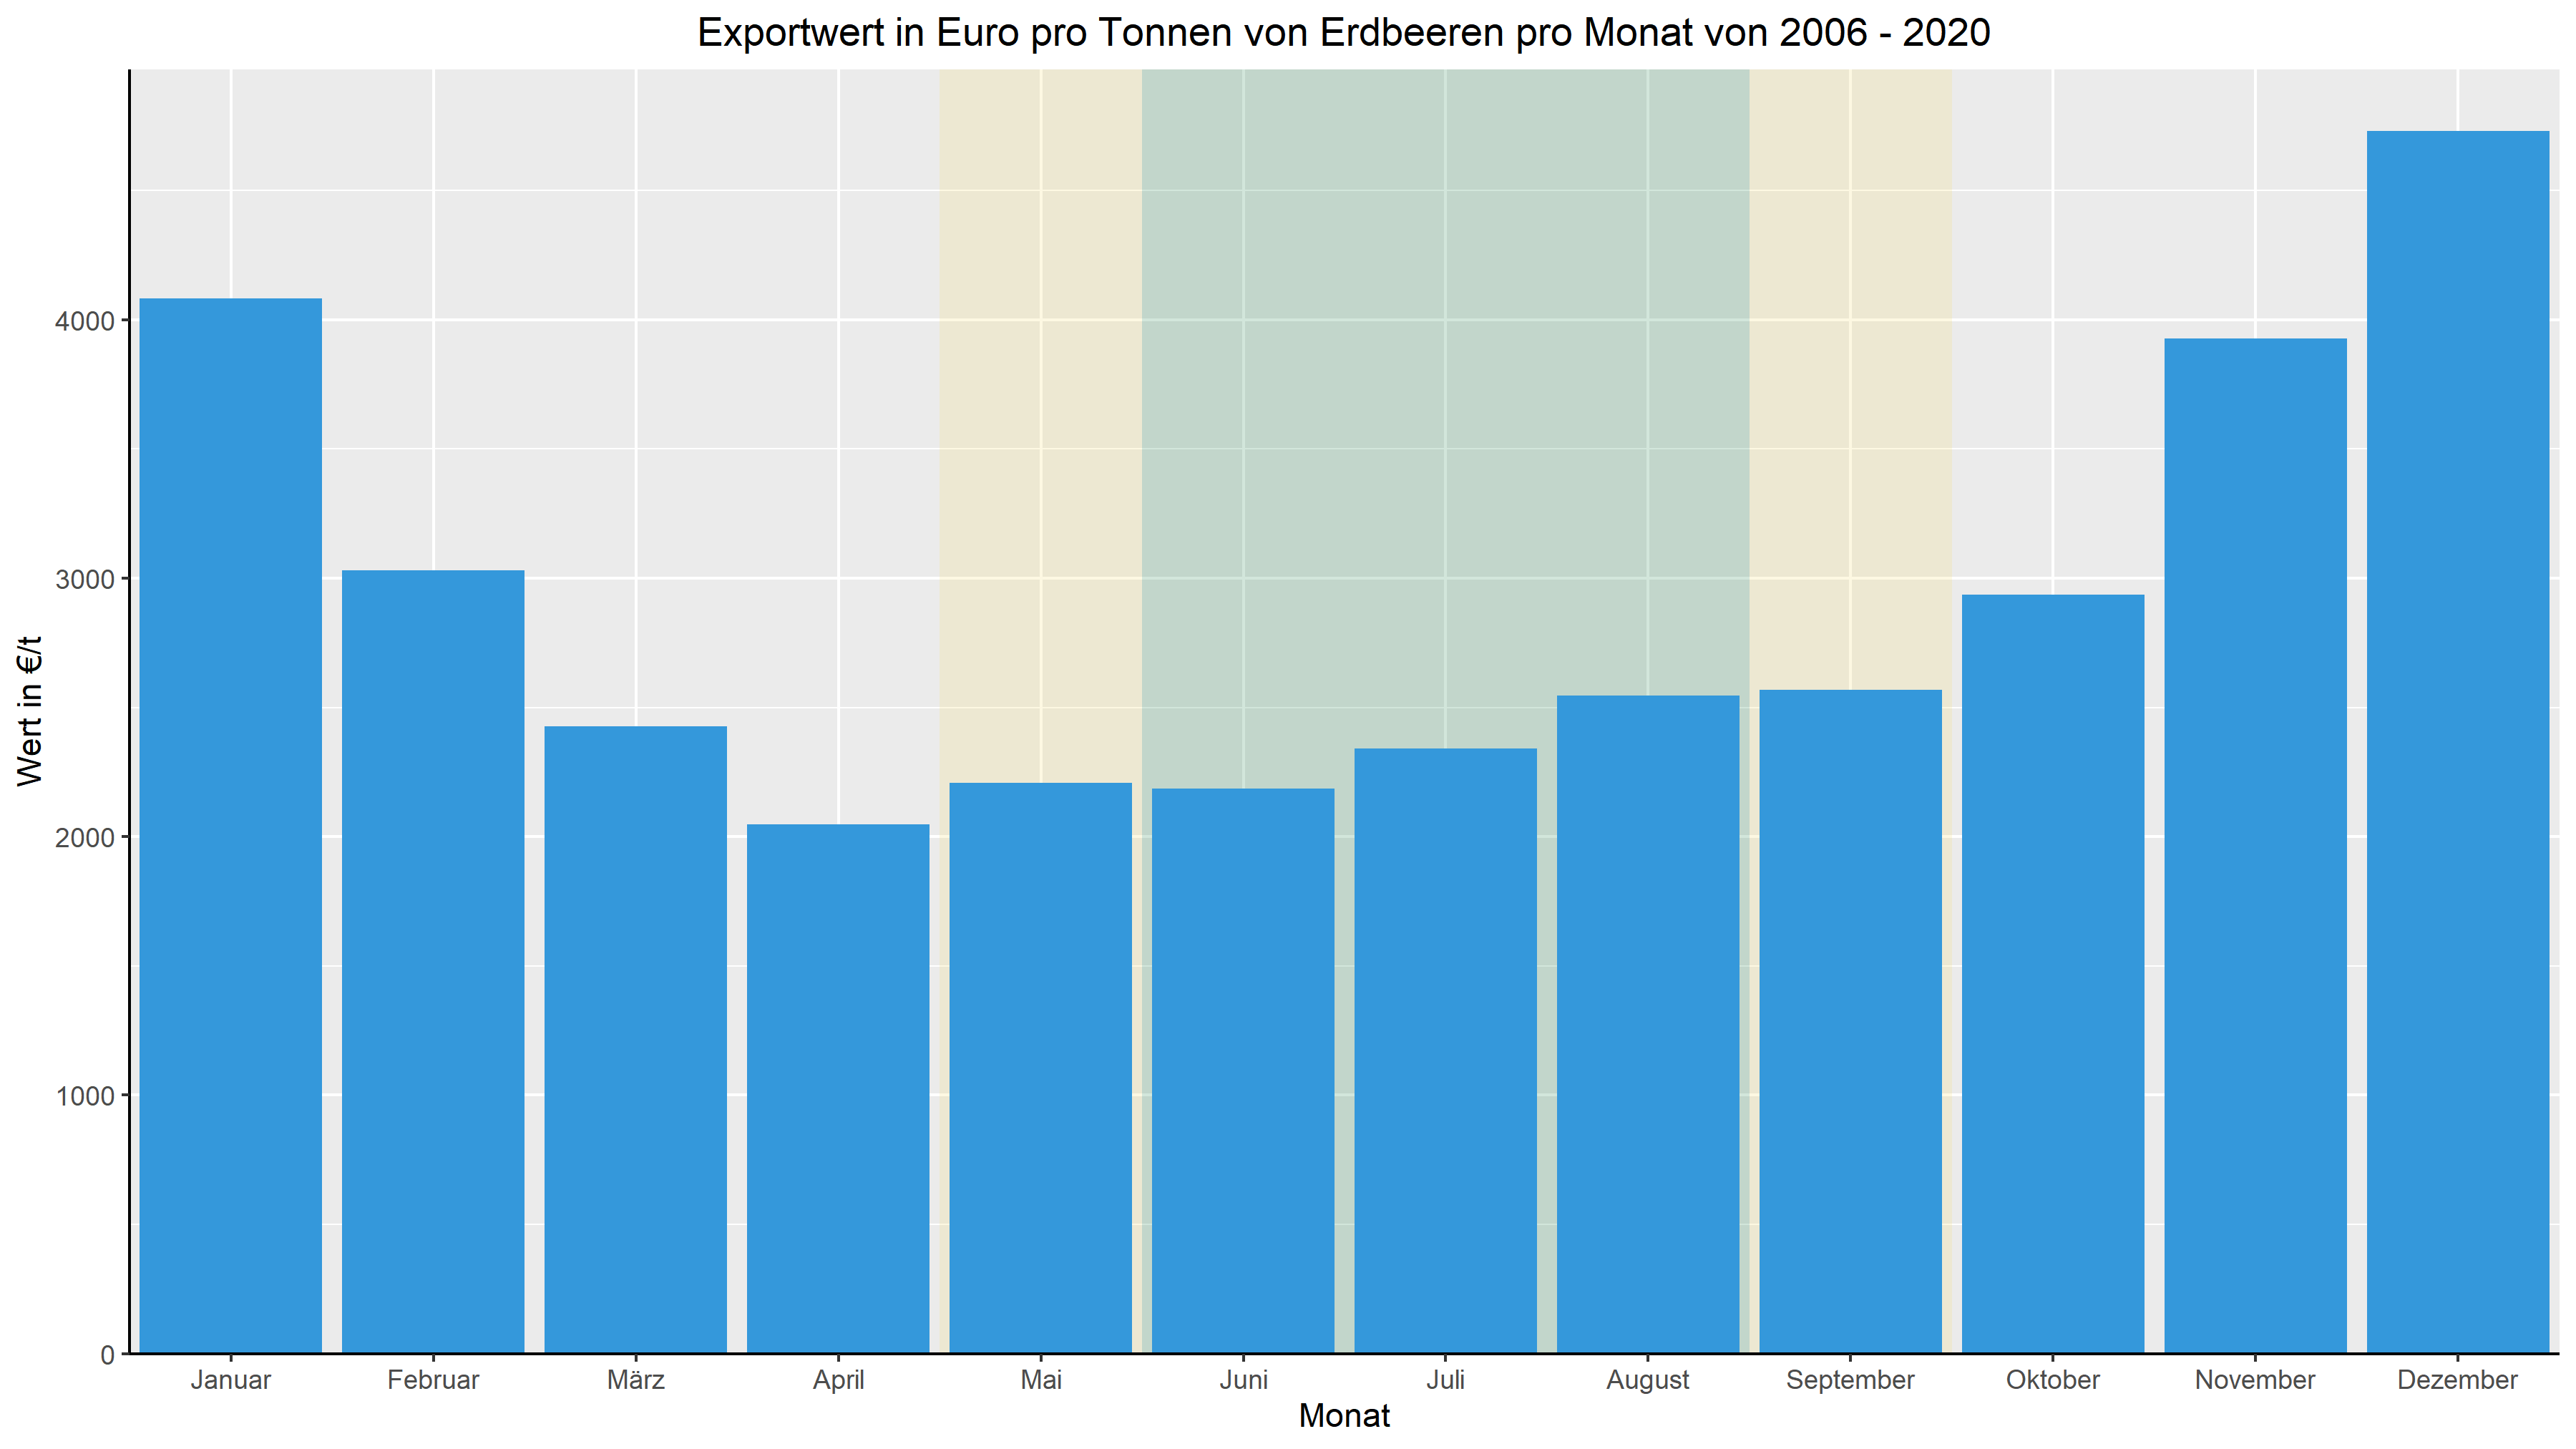 Exportwert in Euro pro Tonnen von Erdbeeren pro Monat von 2006 - 2020
Wert in €/t
4000
3000
2000
1000
0
Januar Februar März April Mai Juni Juli August September Oktober November Dezember
Monat